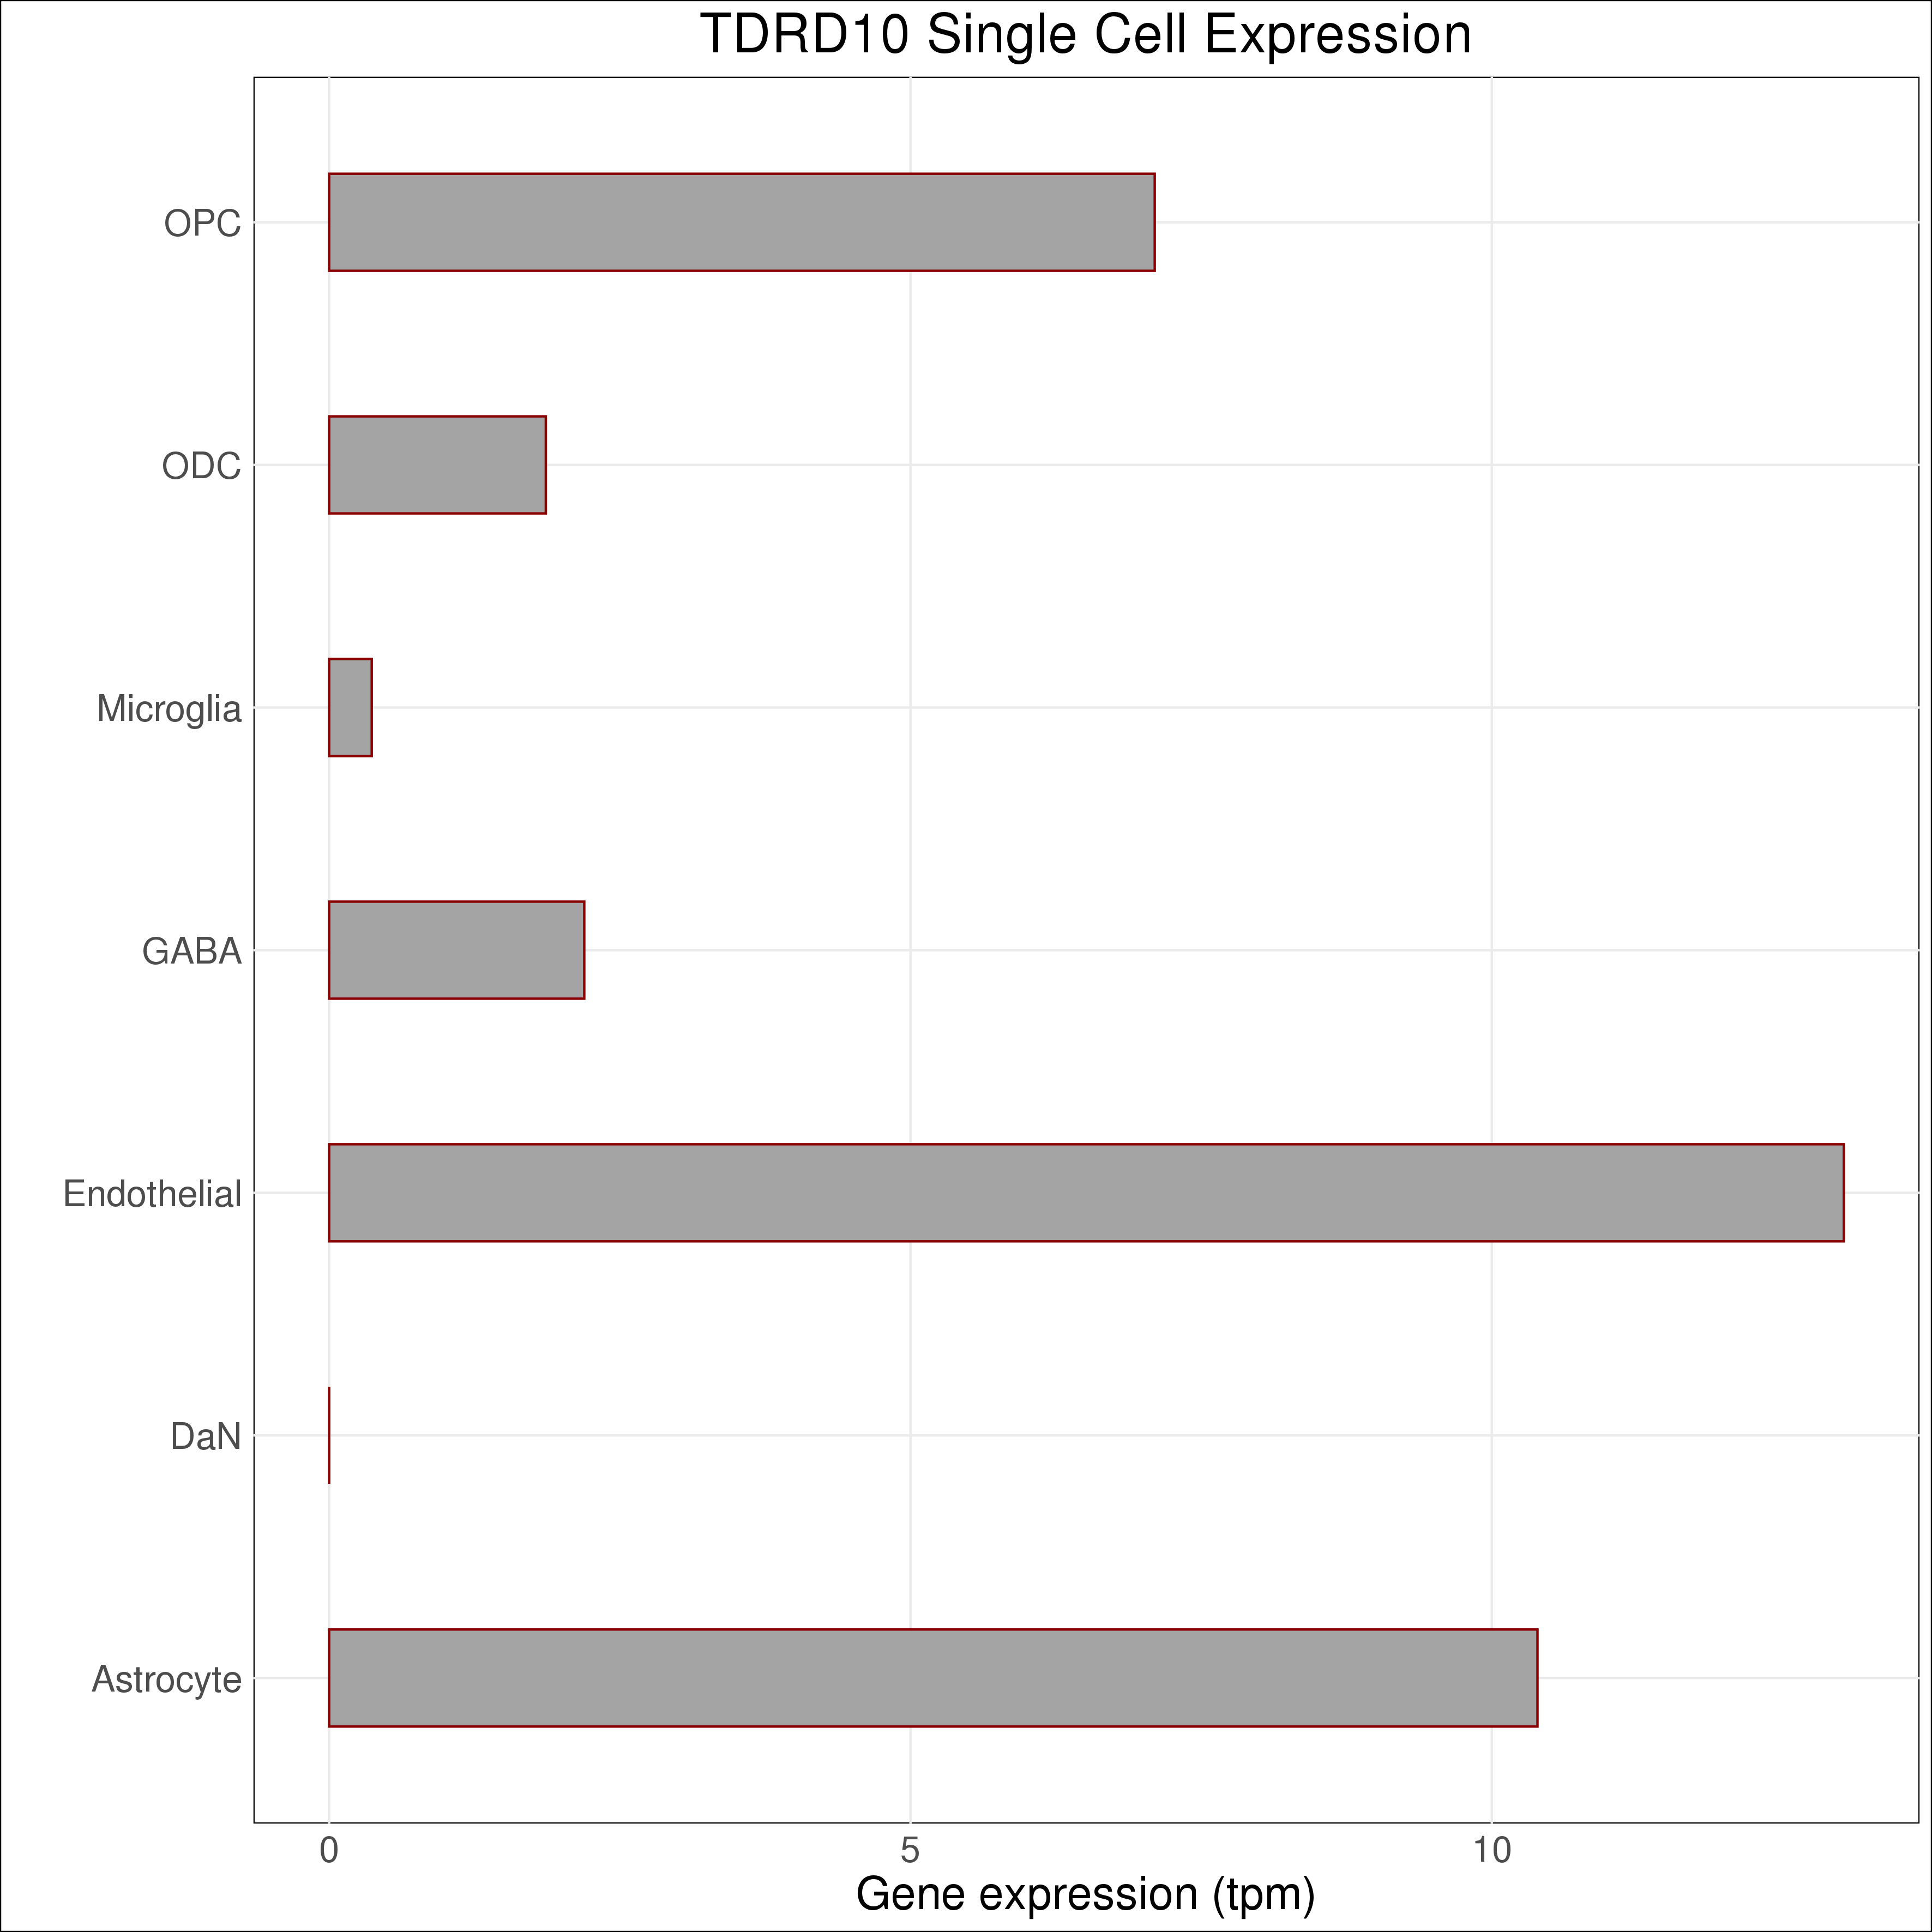 TDRD10 Single Cell Expression
OPC
ODC
Microglia
GABA
Endothelial
DaN
Astrocyte
0 5 10
Gene expression (tpm)